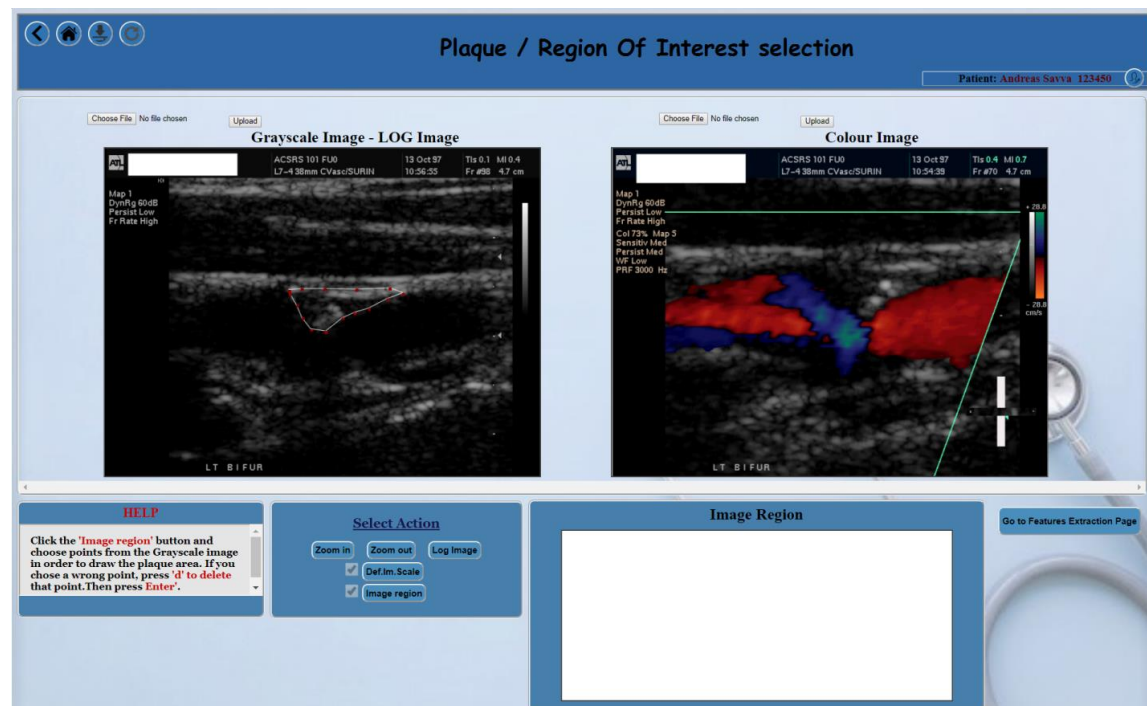 Plaque / Region Of Interest selection
Patient: Andreas Savva 123450
Choose File No file chosen
Upload
Grayscale Image - LOG Image
ATL
ACSRS 101 FU0 13 Oct 97 TIs 0.1 MI 0.4
L7-4 38mm CVasc/SURIN 10:56:55 Fr #98 4.7 cm
Map 1
DynRg 60dB
Persist Low
Fr Rate High
LT BIFUR
Choose File No file chosen
Upload
Colour Image
ATL
ACSRS 101 FU0 13 Oct 97 TIs 0.4 MI 0.7
L7-4 38mm CVasc/SURIN 10:54:39 Fr #70 4.7 cm
Map 1
DynRg 60dB
Persist Low
Fr Rate High
Col 73% Map 5
Sensitiv Med
Persist Med
WF Low
PRF 3000 Hz
+ 28.8
- 28.8
cm/s
LT BIFUR
HELP
Click the 'Image region' button and
choose points from the Grayscale image
in order to draw the plaque area. If you
chose a wrong point, press 'd' to delete
that point.Then press Enter'.
Select Action
Zoom in Zoom out Log Image
Def.Im.Scale
Image region
Image Region
Go to Features Extraction Page